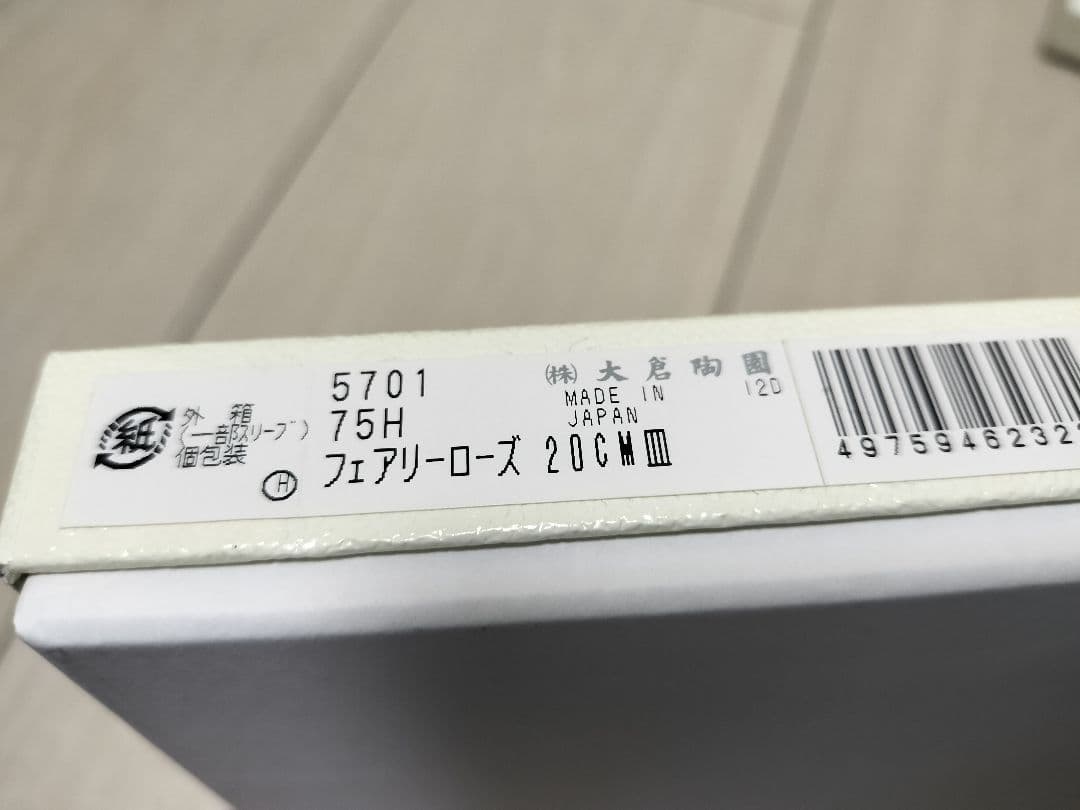 紙
外箱
(一部スリーブ)
個包装
H
5701
75H
フェアリーローズ 20CM皿
(株) 大倉陶園
MADE IN
JAPAN
12D
4975946232